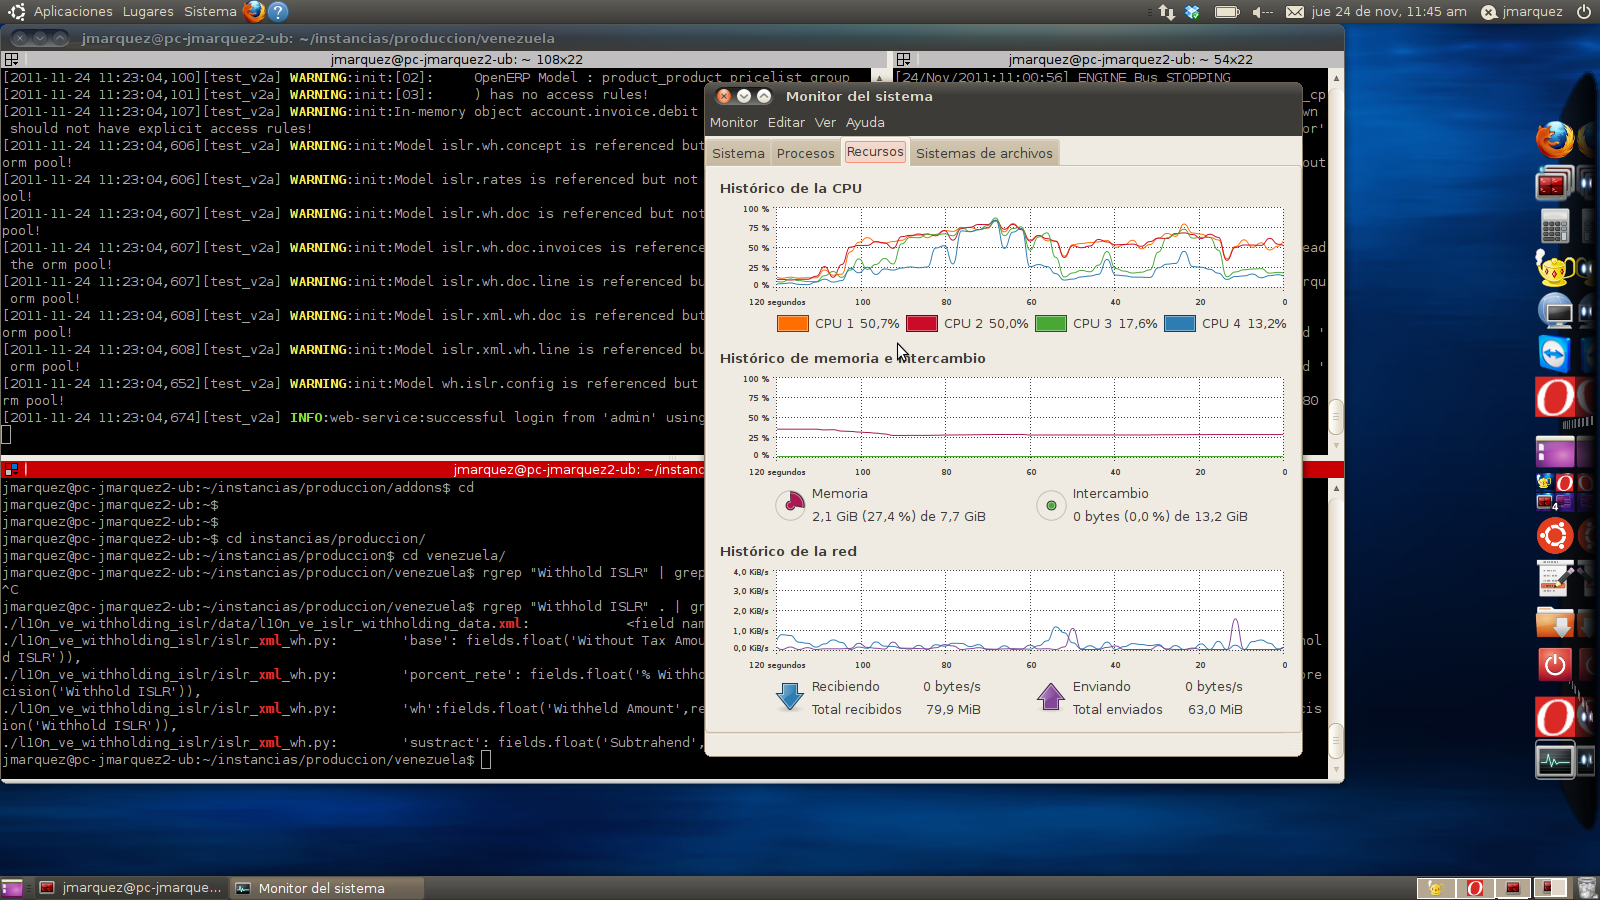 Aplicaciones Lugares Sistema
jue 24 de nov, 11:45 am jmarquez
jmarquez@pc-jmarquez2-ub: ~/instancias/produccion/venezuela
jmarquez@pc-jmarquez2-ub: ~ 108x22
[2011-11-24 11:23:04,100][test_v2a] WARNING:init:[02]:     OpenERP Model : product_product_pricelist_group
[2011-11-24 11:23:04,101][test_v2a] WARNING:init:[03]:     ) has no access rules!
[2011-11-24 11:23:04,107][test_v2a] WARNING:init:In-memory object account.invoice.debit
should not have explicit access rules!
[2011-11-24 11:23:04,606][test_v2a] WARNING:init:Model islr.wh.concept is referenced but
orm pool!
[2011-11-24 11:23:04,606][test_v2a] WARNING:init:Model islr.rates is referenced but not
ool!
[2011-11-24 11:23:04,607][test_v2a] WARNING:init:Model islr.wh.doc is referenced but not
pool!
[2011-11-24 11:23:04,607][test_v2a] WARNING:init:Model islr.wh.doc.invoices is reference
the orm pool!
[2011-11-24 11:23:04,607][test_v2a] WARNING:init:Model islr.wh.doc.line is referenced bu
orm pool!
[2011-11-24 11:23:04,608][test_v2a] WARNING:init:Model islr.xml.wh.doc is referenced but
orm pool!
[2011-11-24 11:23:04,608][test_v2a] WARNING:init:Model islr.xml.wh.line is referenced bu
orm pool!
[2011-11-24 11:23:04,652][test_v2a] WARNING:init:Model wh.islr.config is referenced but
orm pool!
[2011-11-24 11:23:04,674][test_v2a] INFO:web-service:successful login from 'admin' using
jmarquez@pc-jmarquez2-ub: ~ 54x22
[24/Nov/2011:11:00:56] ENGINE Bus STOPPING
jmarquez@pc-jmarquez2-ub: ~/instanc
jmarquez@pc-jmarquez2-ub:~/instancias/produccion/addons$ cd
jmarquez@pc-jmarquez2-ub:~$
jmarquez@pc-jmarquez2-ub:~$
jmarquez@pc-jmarquez2-ub:~$ cd instancias/produccion/
jmarquez@pc-jmarquez2-ub:~/instancias/produccion$ cd venezuela/
jmarquez@pc-jmarquez2-ub:~/instancias/produccion/venezuela$ rgrep "Withhold ISLR" | grep
^C
jmarquez@pc-jmarquez2-ub:~/instancias/produccion/venezuela$ rgrep "Withhold ISLR" . | gr
./l10n_ve_withholding_islr/data/l10n_ve_islr_withholding_data.xml:            <field nam
./l10n_ve_withholding_islr/islr_xml_wh.py:        'base': fields.float('Without Tax Amou
d ISLR')),
./l10n_ve_withholding_islr/islr_xml_wh.py:        'porcent_rete': fields.float('% Withho
cision('Withhold ISLR')),
./l10n_ve_withholding_islr/islr_xml_wh.py:        'wh':fields.float('Withheld Amount',re
ion('Withhold ISLR')),
./l10n_ve_withholding_islr/islr_xml_wh.py:        'sustract': fields.float('Subtrahend',
jmarquez@pc-jmarquez2-ub:~/instancias/produccion/venezuela$
Monitor del sistema
Monitor Editar Ver Ayuda
Sistema Procesos Recursos Sistemas de archivos
Histórico de la CPU
100 %
75 %
50 %
25 %
0 %
120 segundos 100 80 60 40 20 0
CPU 1 50,7% CPU 2 50,0% CPU 3 17,6% CPU 4 13,2%
Histórico de memoria e intercambio
100 %
75 %
50 %
25 %
0 %
120 segundos 100 80 60 40 20 0
Memoria
2,1 GiB (27,4 %) de 7,7 GiB
Intercambio
0 bytes (0,0 %) de 13,2 GiB
Histórico de la red
4,0 KiB/s
3,0 KiB/s
2,0 KiB/s
1,0 KiB/s
0,0 KiB/s
120 segundos 100 80 60 40 20 0
Recibiendo 0 bytes/s
Total recibidos 79,9 MiB
Enviando 0 bytes/s
Total enviados 63,0 MiB
jmarquez@pc-jmarque... Monitor del sistema